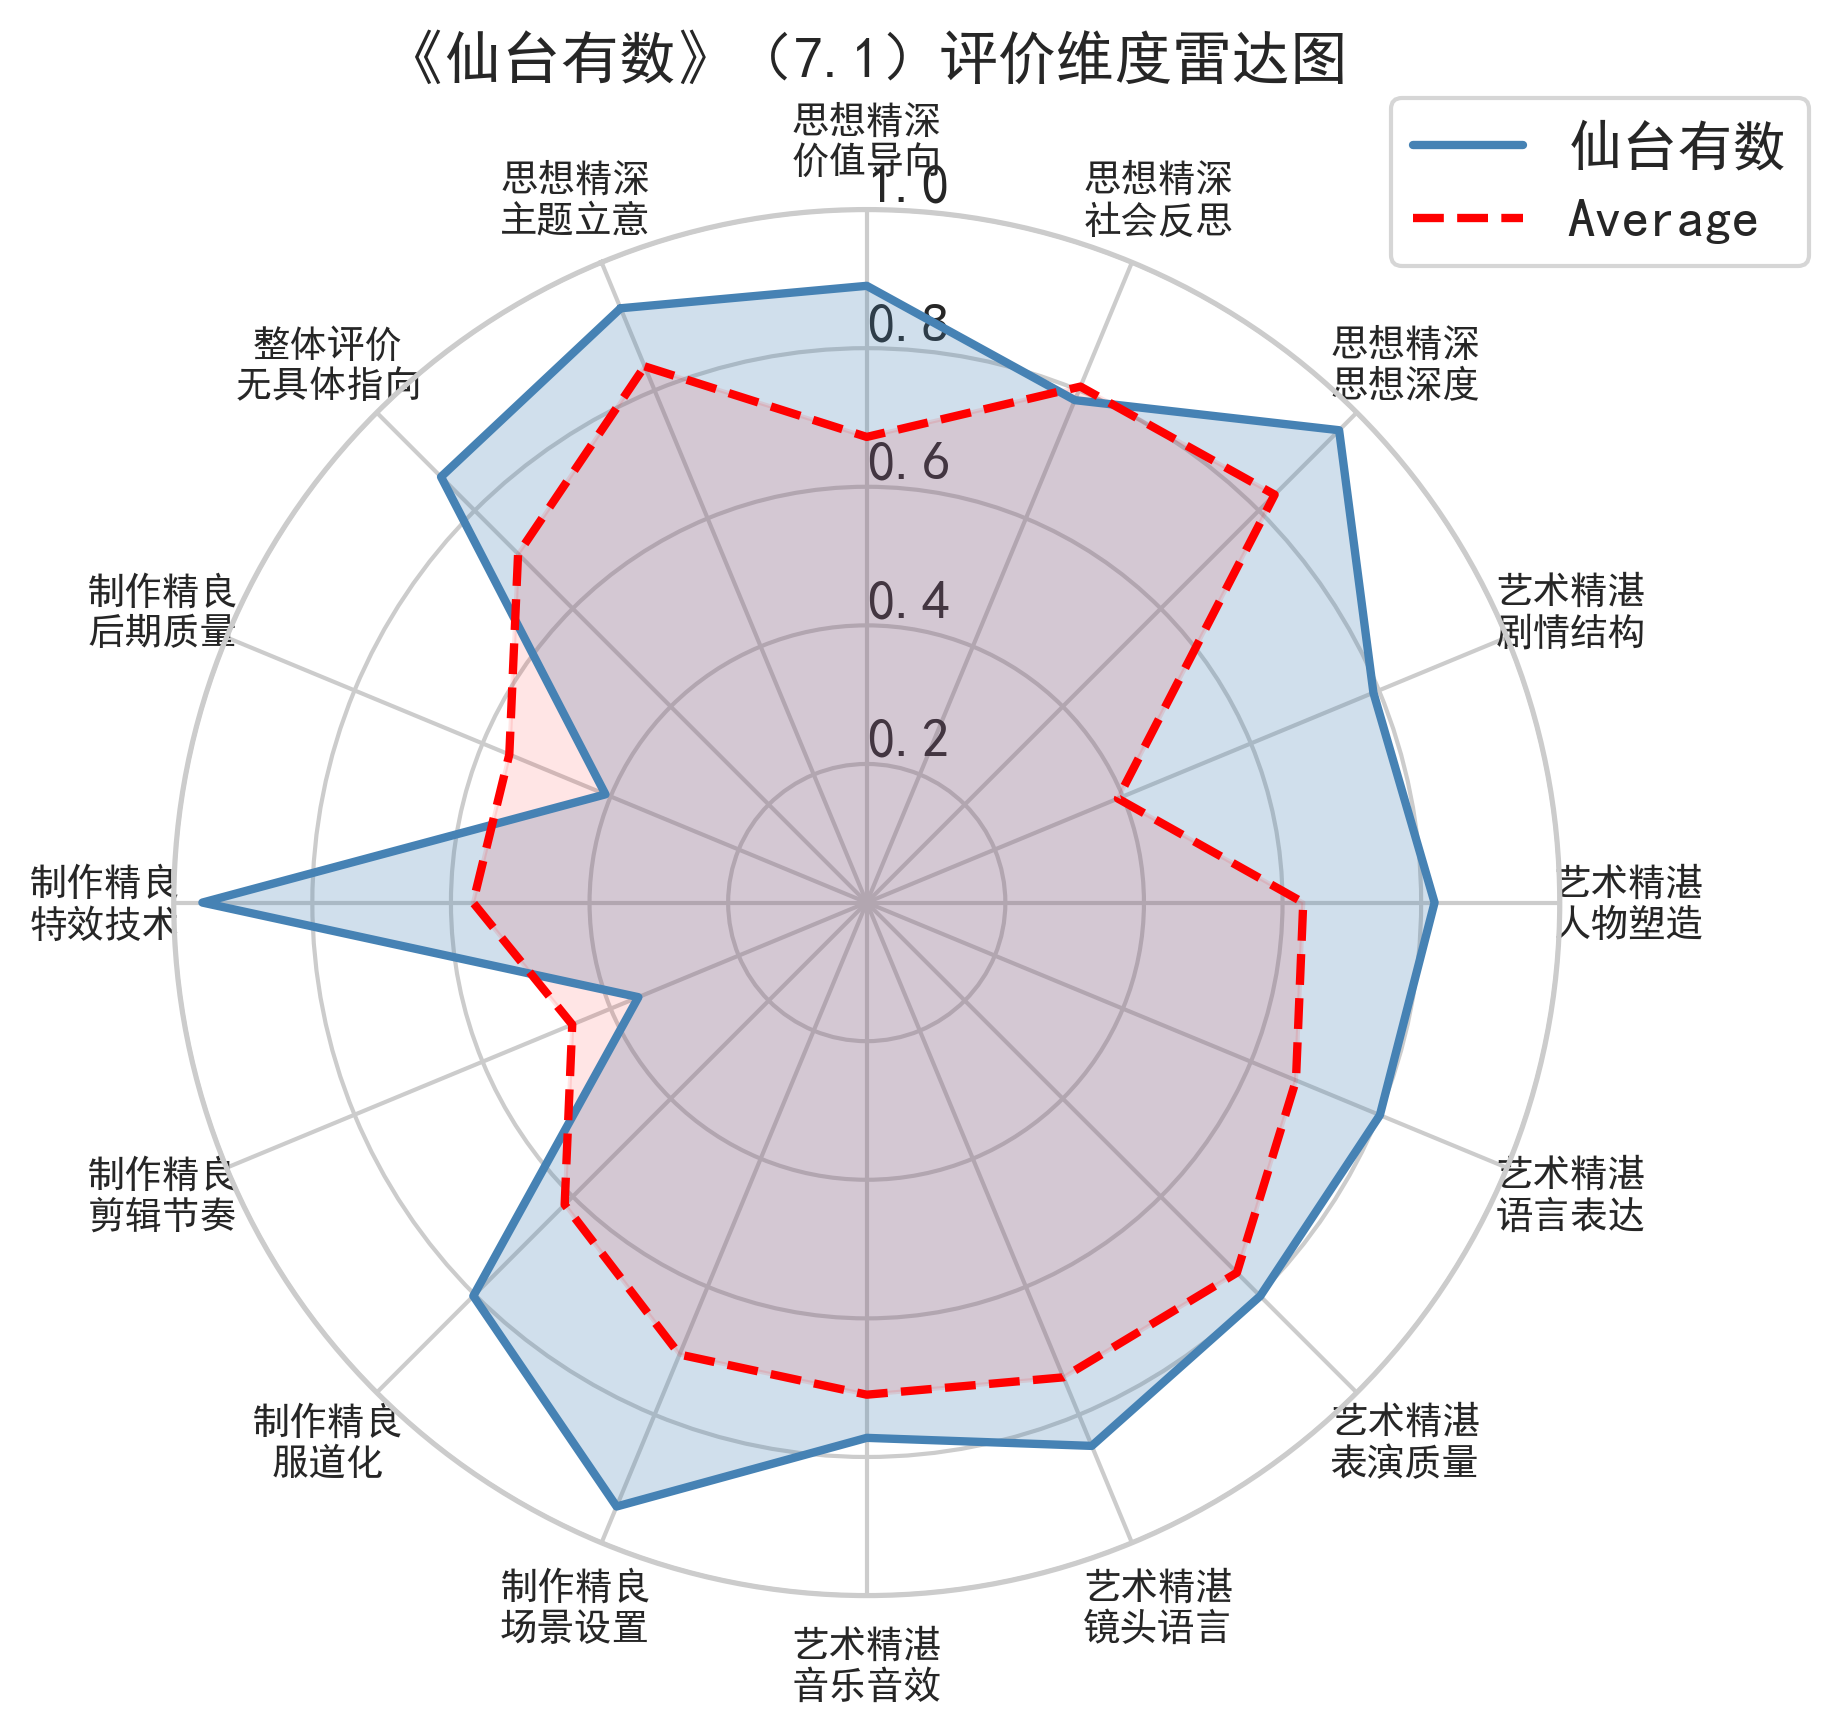 《仙台有数》（7.1）评价维度雷达图
仙台有数
Average
思想精深
价值导向
思想精深
社会反思
思想精深
思想深度
艺术精湛
剧情结构
艺术精湛
人物塑造
艺术精湛
语言表达
艺术精湛
表演质量
艺术精湛
镜头语言
艺术精湛
音乐音效
制作精良
场景设置
制作精良
服道化
制作精良
剪辑节奏
制作精良
特效技术
制作精良
后期质量
整体评价
无具体指向
思想精深
主题立意
1.0
0.8
0.6
0.4
0.2